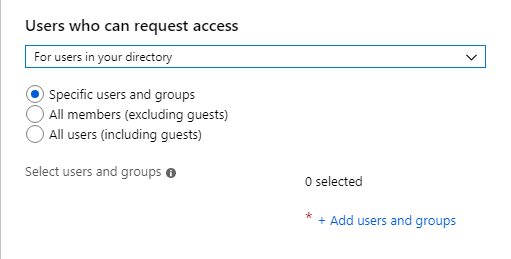 Users who can request access
For users in your directory
Specific users and groups
All members (excluding guests)
All users (including guests)
Select users and groups
0 selected
* + Add users and groups